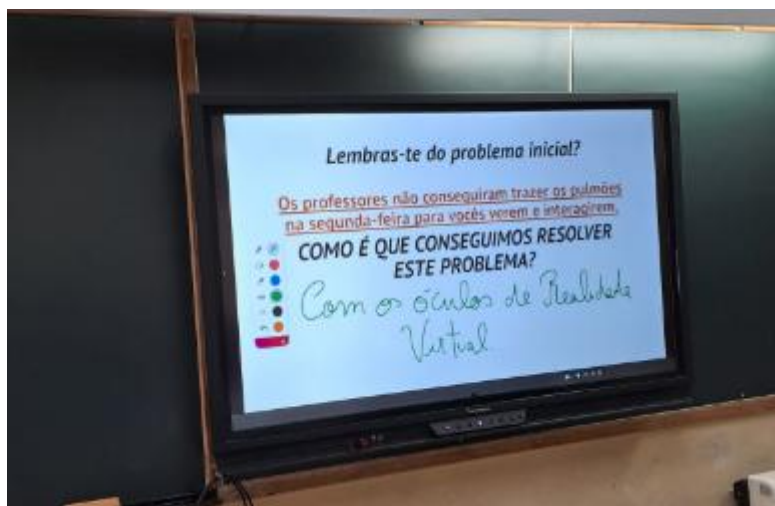 Lembras-te do problema inicial?
Os professores não conseguiram trazer os pulmões
na segunda-feira para vocês verem e interagirem.
COMO É QUE CONSEGUIMOS RESOLVER
ESTE PROBLEMA?
Com os óculos de Realidade
Virtual